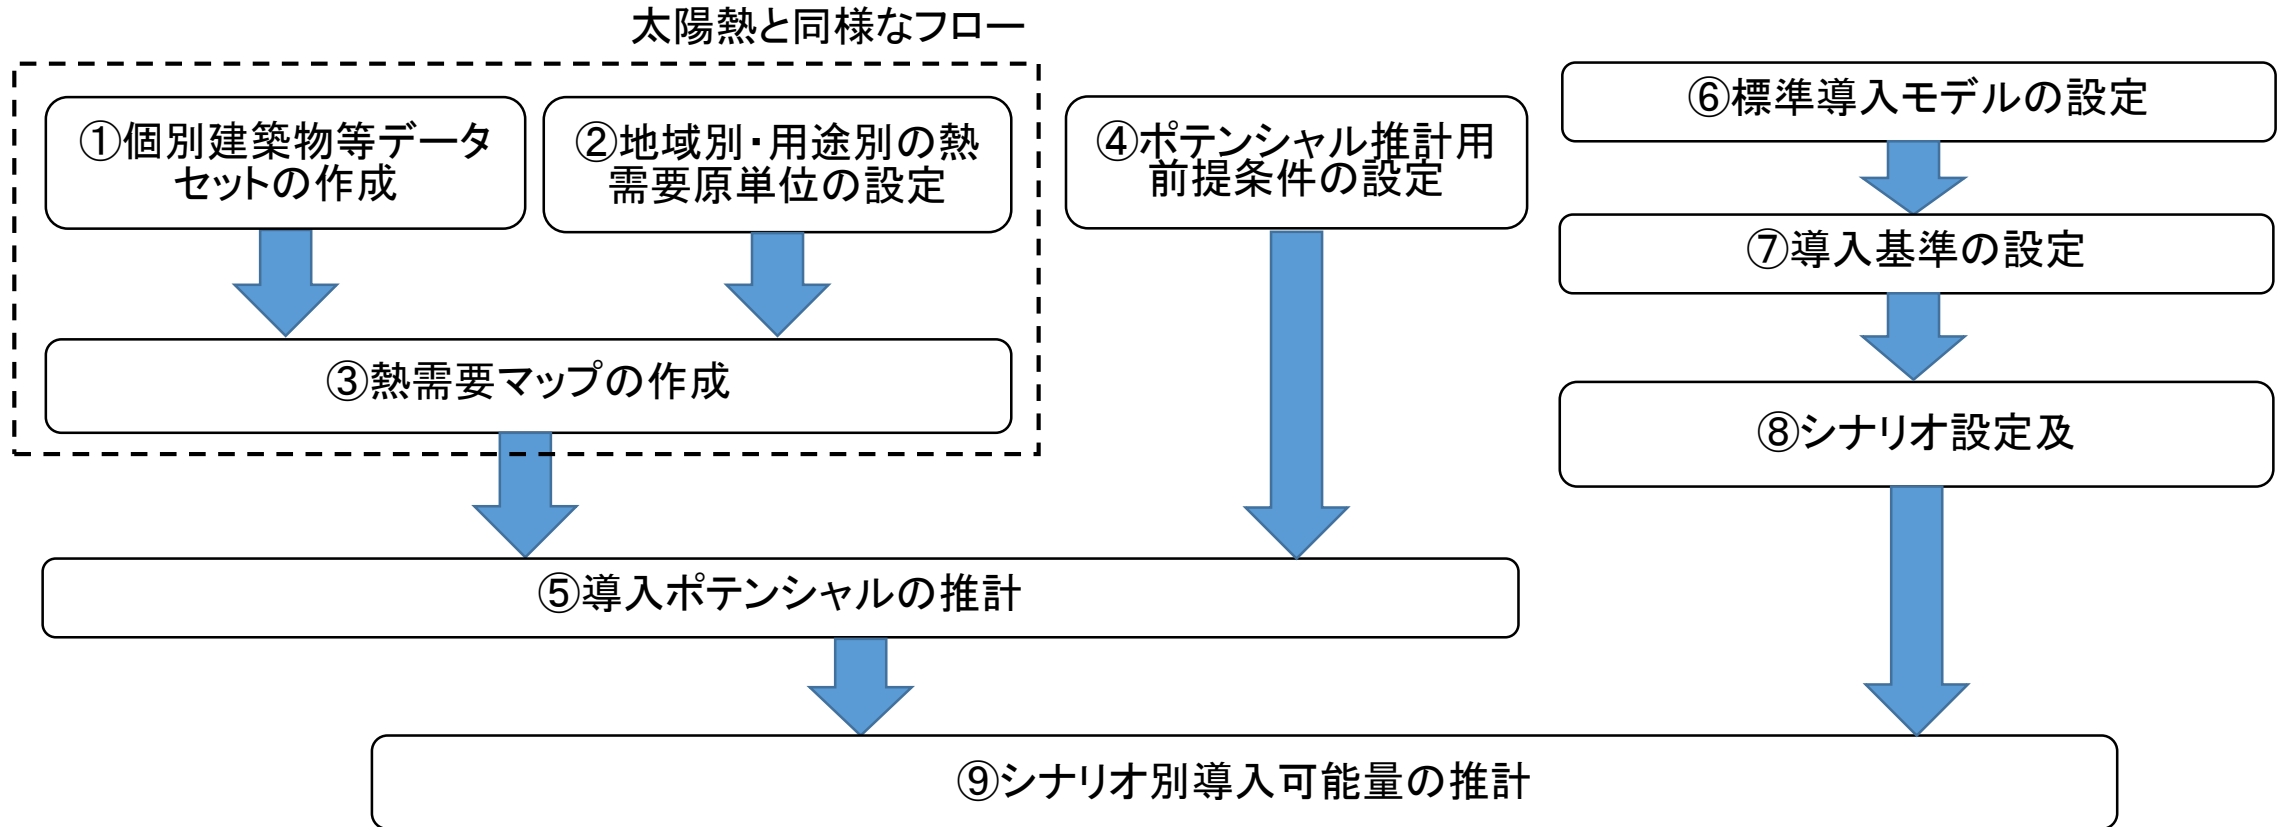 太陽熱と同様なフロー
①個別建築物等データ
セットの作成
②地域別・用途別の熱
需要原単位の設定
③熱需要マップの作成
④ポテンシャル推計用
前提条件の設定
⑤導入ポテンシャルの推計
⑥標準導入モデルの設定
⑦導入基準の設定
⑧シナリオ設定及
⑨シナリオ別導入可能量の推計